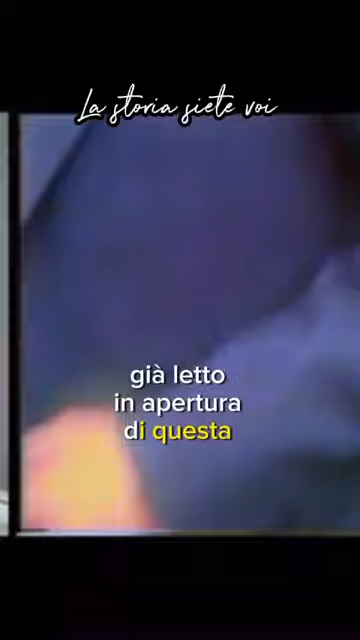 La storia siete voi
già letto
in apertura
di questa